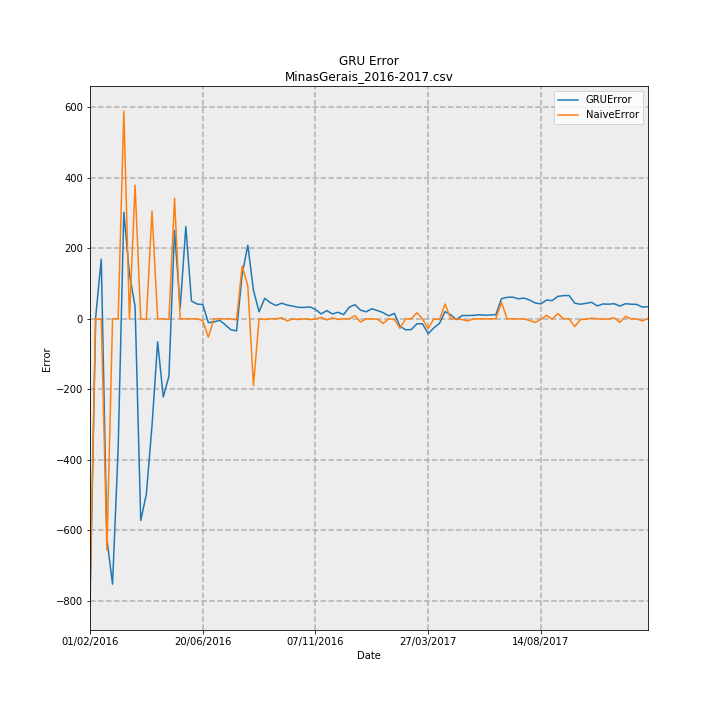 GRU Error
MinasGerais_2016-2017.csv
GRUError
NaiveError
600
400
200
0
−200
−400
−600
−800
Error
01/02/2016 20/06/2016 07/11/2016 27/03/2017 14/08/2017
Date